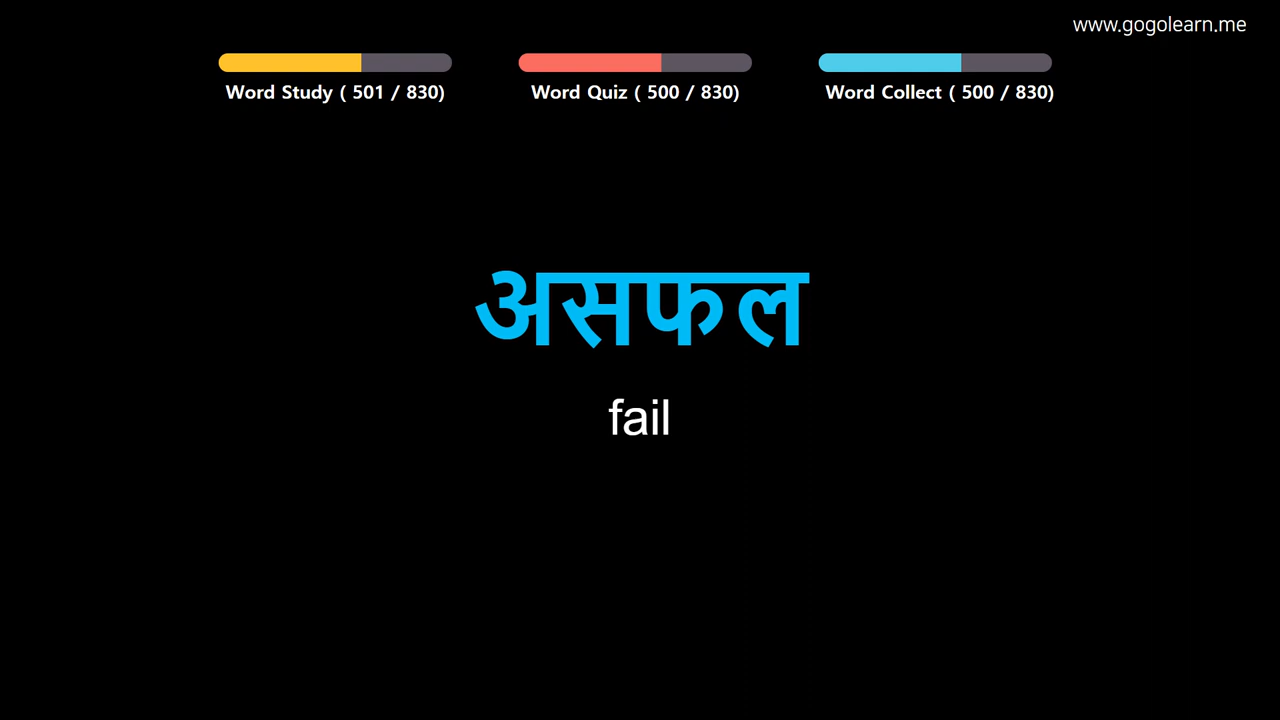 www.gogolearn.me
Word Study ( 501 / 830)
Word Quiz ( 500 / 830)
Word Collect ( 500 / 830)
असफल
fail